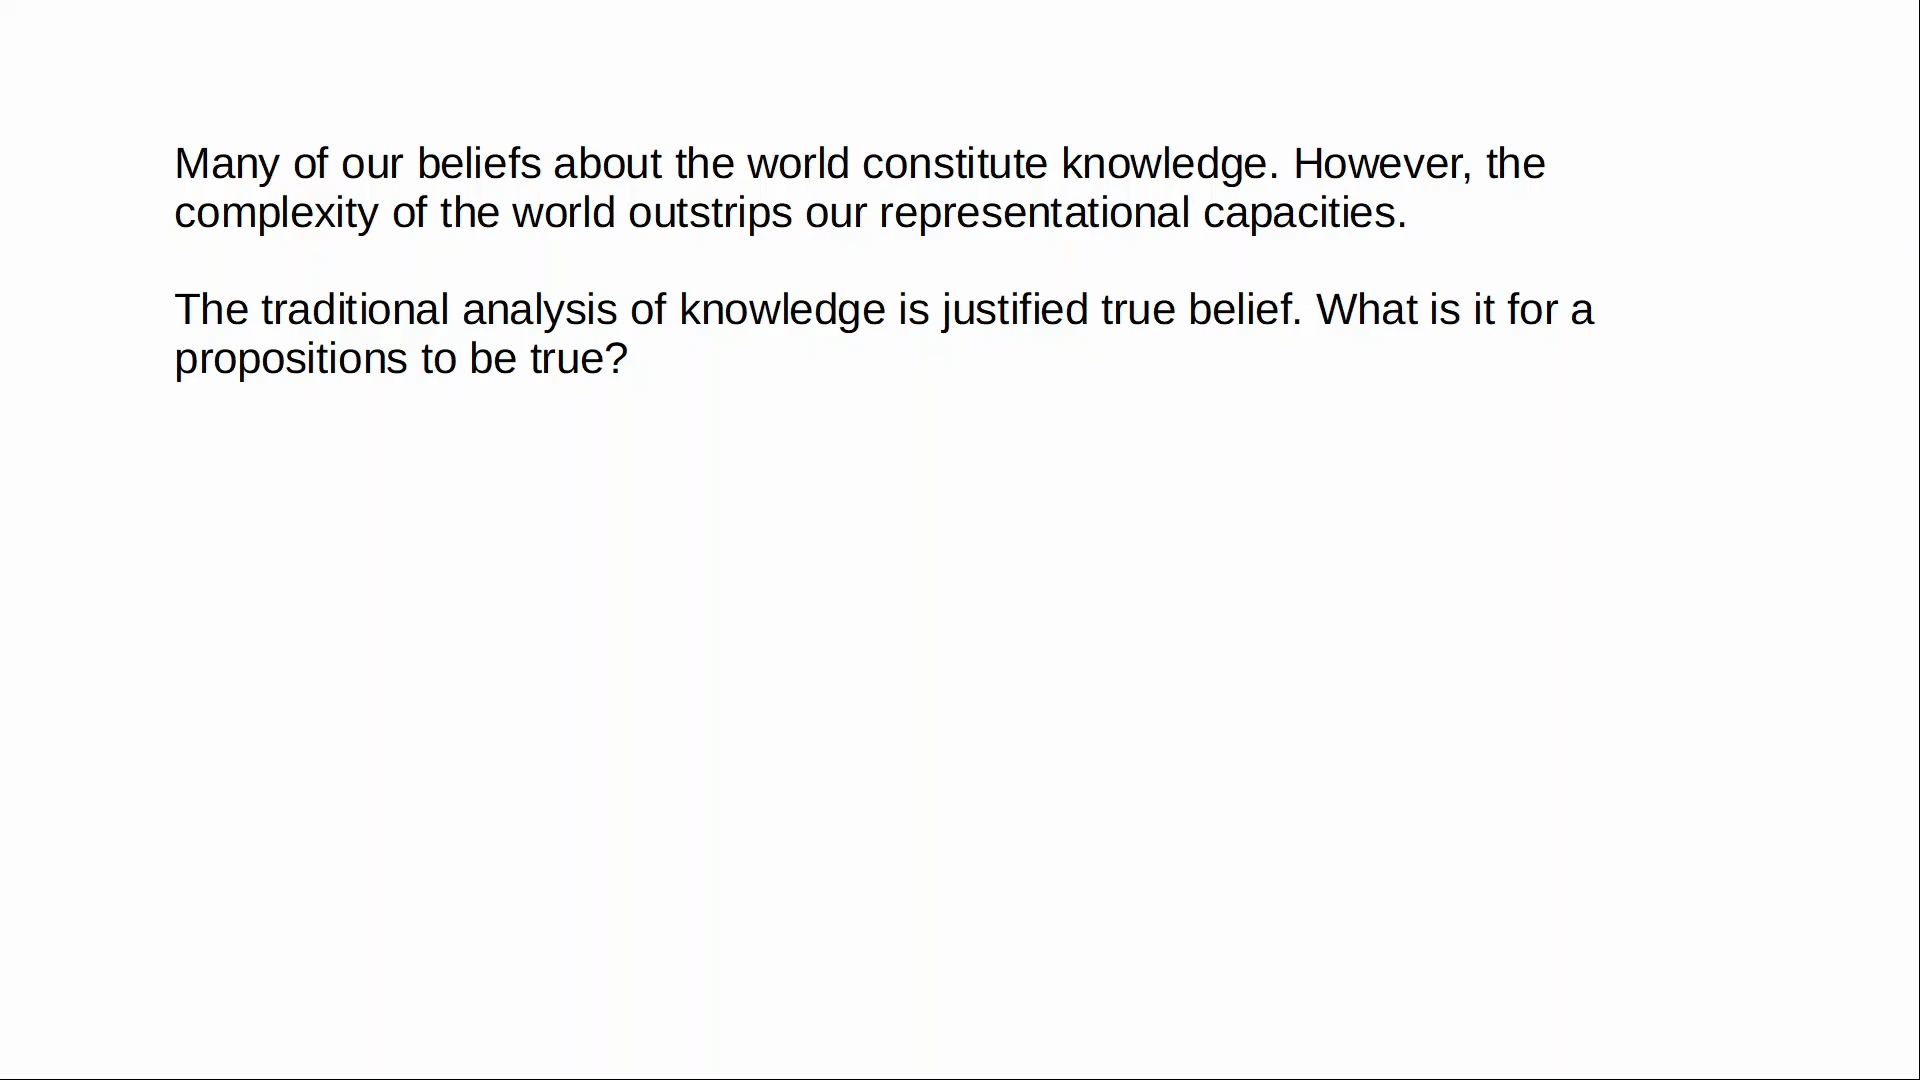 Many of our beliefs about the world constitute knowledge. However, the
complexity of the world outstrips our representational capacities.
The traditional analysis of knowledge is justified true belief. What is it for a
propositions to be true?